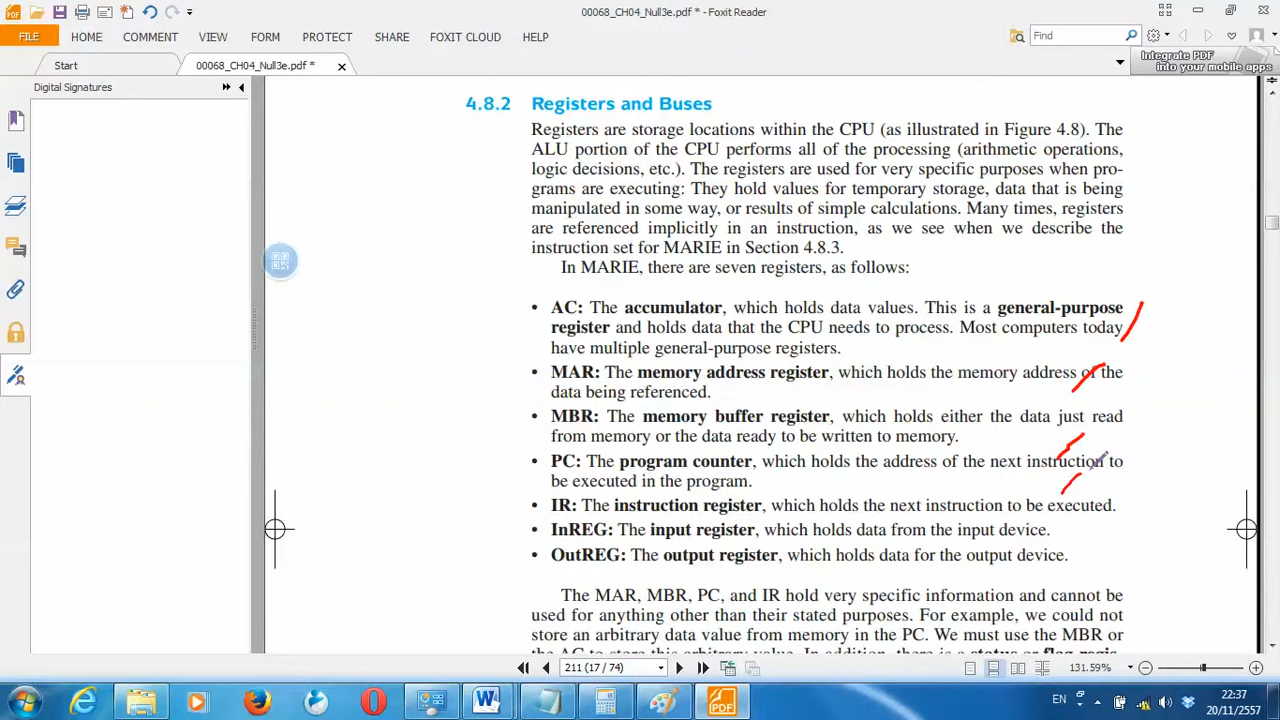 00068_CH04_Null3e.pdf * - Foxit Reader
FILE HOME COMMENT VIEW FORM PROTECT SHARE FOXIT CLOUD HELP
Find
Start 00068_CH04_Null3e.pdf *
Integrate PDF
into your mobile apps
Digital Signatures
4.8.2 Registers and Buses
Registers are storage locations within the CPU (as illustrated in Figure 4.8). The
ALU portion of the CPU performs all of the processing (arithmetic operations,
logic decisions, etc.). The registers are used for very specific purposes when pro-
grams are executing: They hold values for temporary storage, data that is being
manipulated in some way, or results of simple calculations. Many times, registers
are referenced implicitly in an instruction, as we see when we describe the
instruction set for MARIE in Section 4.8.3.
In MARIE, there are seven registers, as follows:
• AC: The accumulator, which holds data values. This is a general-purpose
register and holds data that the CPU needs to process. Most computers today
have multiple general-purpose registers.
• MAR: The memory address register, which holds the memory address of the
data being referenced.
• MBR: The memory buffer register, which holds either the data just read
from memory or the data ready to be written to memory.
• PC: The program counter, which holds the address of the next instruction to
be executed in the program.
• IR: The instruction register, which holds the next instruction to be executed.
• InREG: The input register, which holds data from the input device.
• OutREG: The output register, which holds data for the output device.
The MAR, MBR, PC, and IR hold very specific information and cannot be
used for anything other than their stated purposes. For example, we could not
store an arbitrary data value from memory in the PC. We must use the MBR or
the AC to store this arbitrary value. In addition, there is a status or flag regis-
211 (17 / 74) 131.59%
EN 22:37
20/11/2557